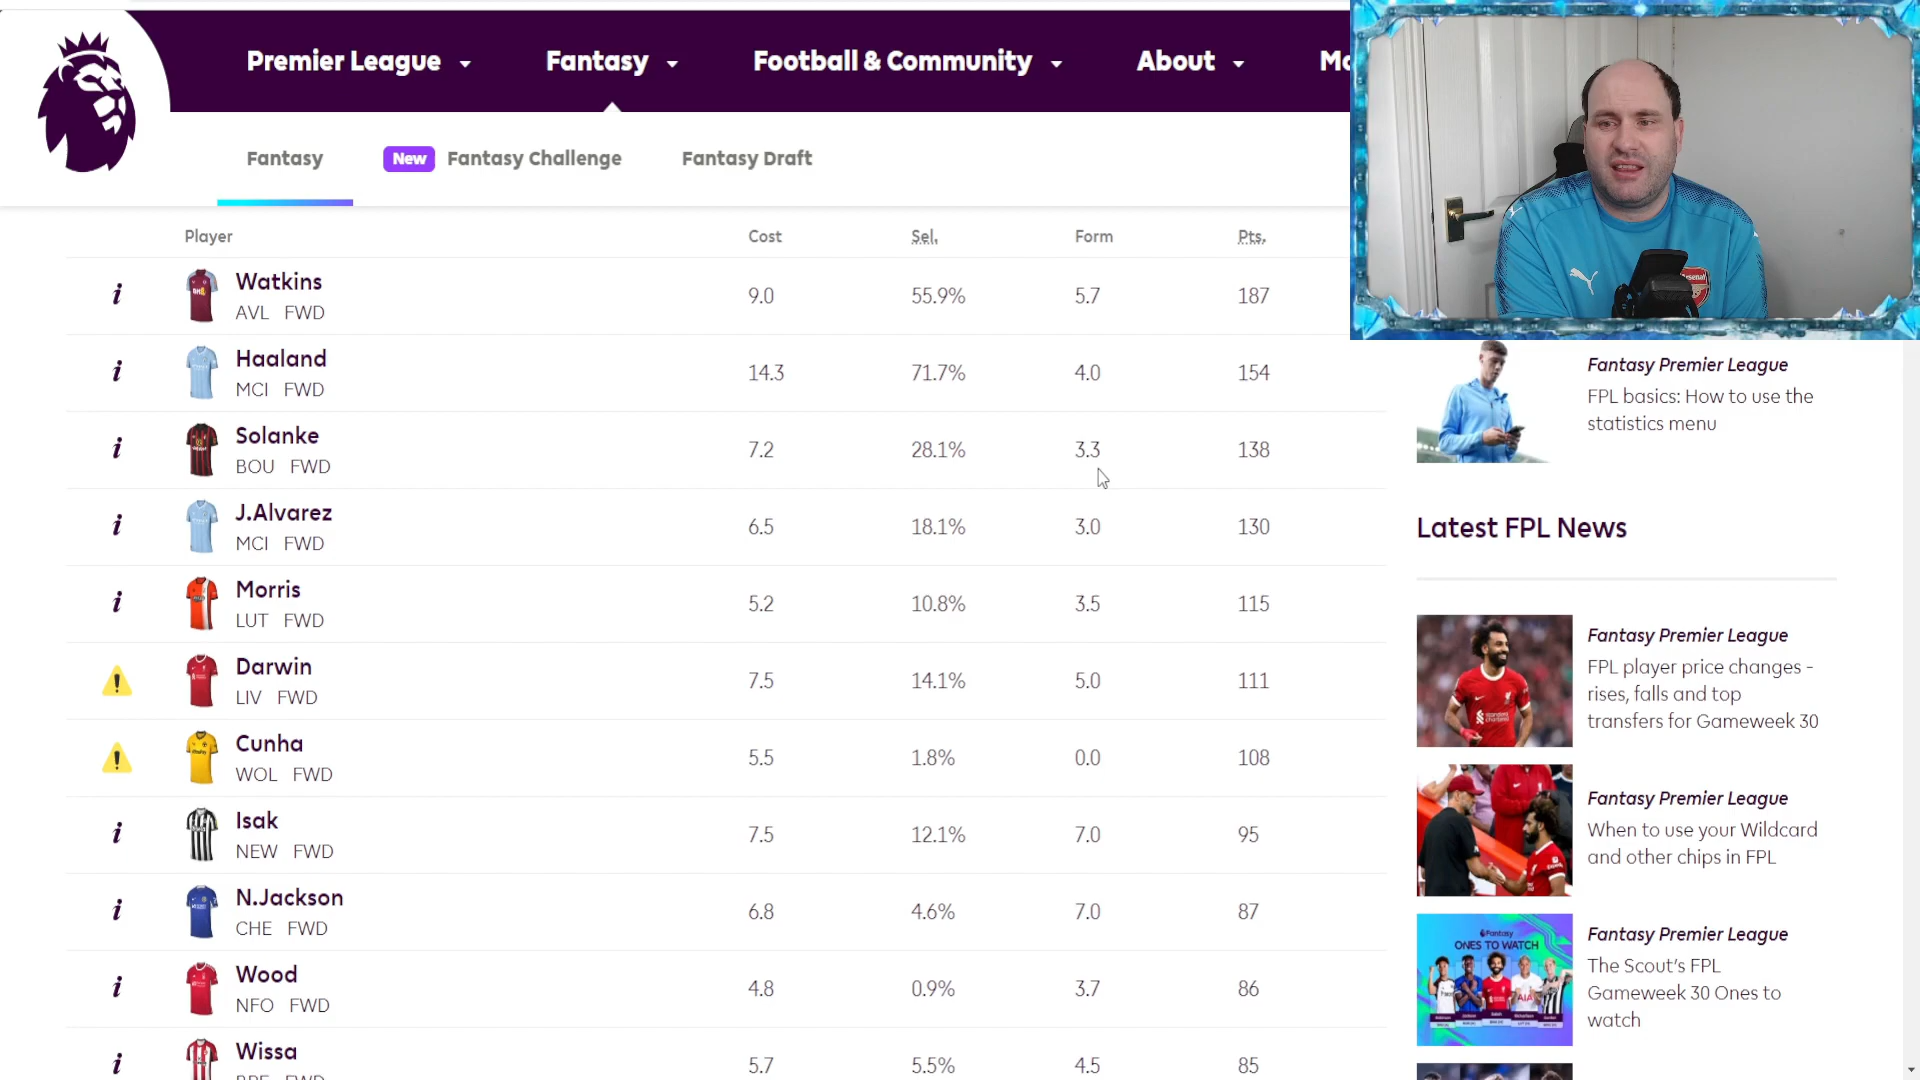 Premier League
Fantasy
Football & Community
About
Mo
Fantasy
New
Fantasy Challenge
Fantasy Draft
Player Cost Sel. Form Pts.
Watkins
AVL FWD
9.0 55.9% 5.7 187
Haaland
MCI FWD
14.3 71.7% 4.0 154
Solanke
BOU FWD
7.2 28.1% 3.3 138
J.Alvarez
MCI FWD
6.5 18.1% 3.0 130
Morris
LUT FWD
5.2 10.8% 3.5 115
Darwin
LIV FWD
7.5 14.1% 5.0 111
Cunha
WOL FWD
5.5 1.8% 0.0 108
Isak
NEW FWD
7.5 12.1% 7.0 95
N.Jackson
CHE FWD
6.8 4.6% 7.0 87
Wood
NFO FWD
4.8 0.9% 3.7 86
Wissa
BRE FWD
5.7 5.5% 4.5 85
Arsenal
Fantasy Premier League
FPL basics: How to use the
statistics menu
Latest FPL News
Fantasy Premier League
FPL player price changes -
rises, falls and top
transfers for Gameweek 30
Fantasy Premier League
When to use your Wildcard
and other chips in FPL
Fantasy
ONES TO WATCH
Fantasy Premier League
The Scout's FPL
Gameweek 30 Ones to
watch